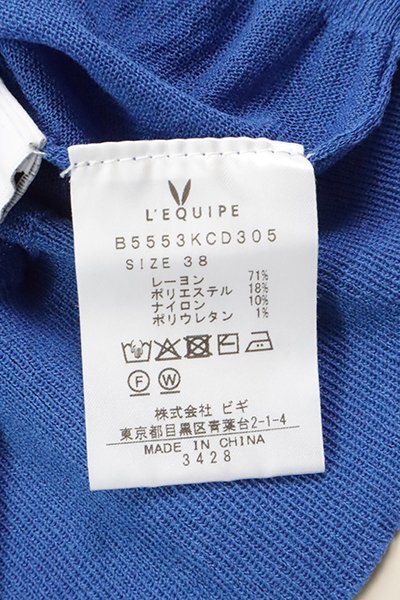 L'EQUIPE
B5553KCD305
SIZE 38
レーヨン 71%
ポリエステル 18%
ナイロン 10%
ポリウレタン 1%
F W
株式会社 ビギ
東京都目黒区青葉台2-1-4
MADE IN CHINA
3428